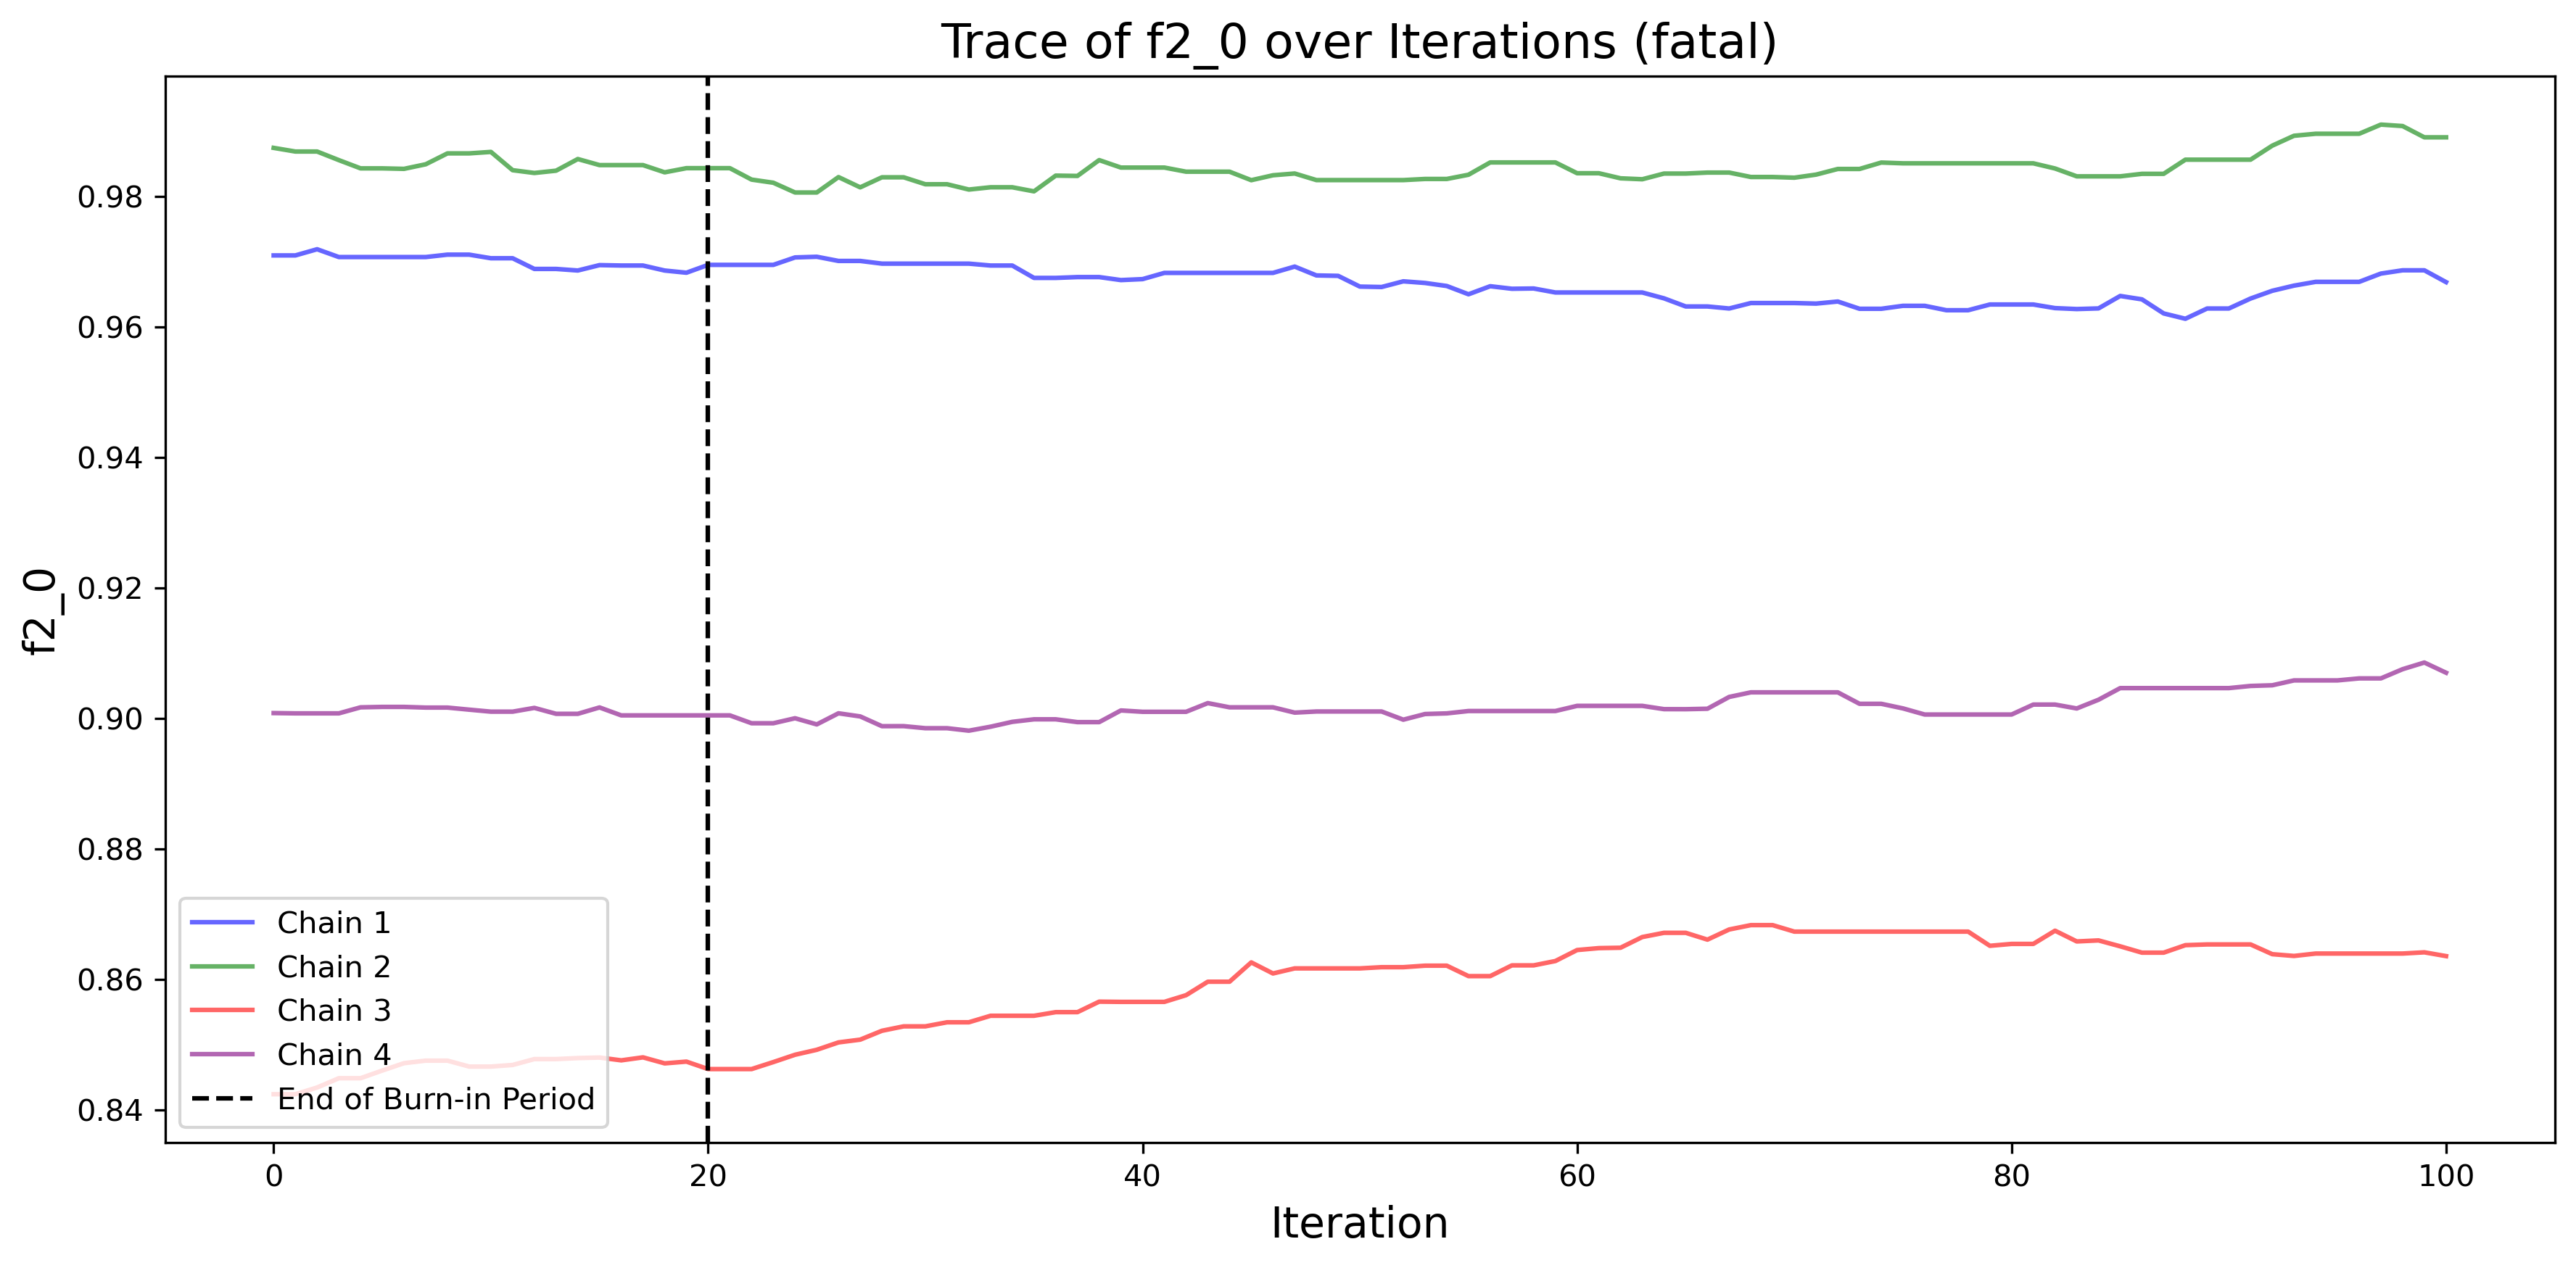 Trace of f2_0 over Iterations (fatal)
f2_0
0.98
0.96
0.94
0.92
0.90
0.88
0.86
0.84
Chain 1
Chain 2
Chain 3
Chain 4
End of Burn-in Period
0 20 40 60 80 100
Iteration